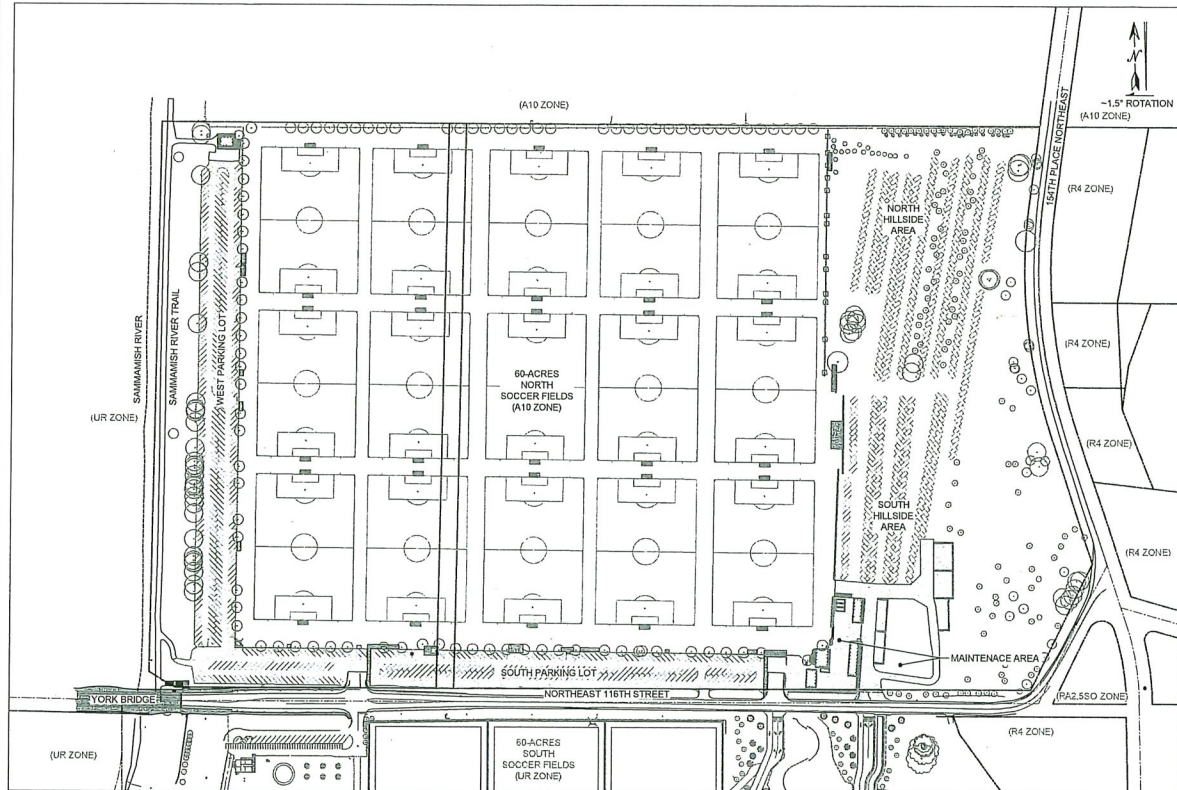 N
~1.5° ROTATION
(A10 ZONE)
(A10 ZONE)
154TH PLACE NORTHEAST
(R4 ZONE)
NORTH
HILLSIDE
AREA
SAMMAMISH RIVER
SAMMAMISH RIVER TRAIL
WEST PARKING LOT
(R4 ZONE)
60-ACRES
NORTH
SOCCER FIELDS
(A10 ZONE)
(UR ZONE)
(R4 ZONE)
SOUTH
HILLSIDE
AREA
(R4 ZONE)
MAINTENACE AREA
SOUTH PARKING LOT
YORK BRIDGE
NORTHEAST 116TH STREET
(RA2.5SO ZONE)
(R4 ZONE)
(UR ZONE)
60-ACRES
SOUTH
SOCCER FIELDS
(UR ZONE)